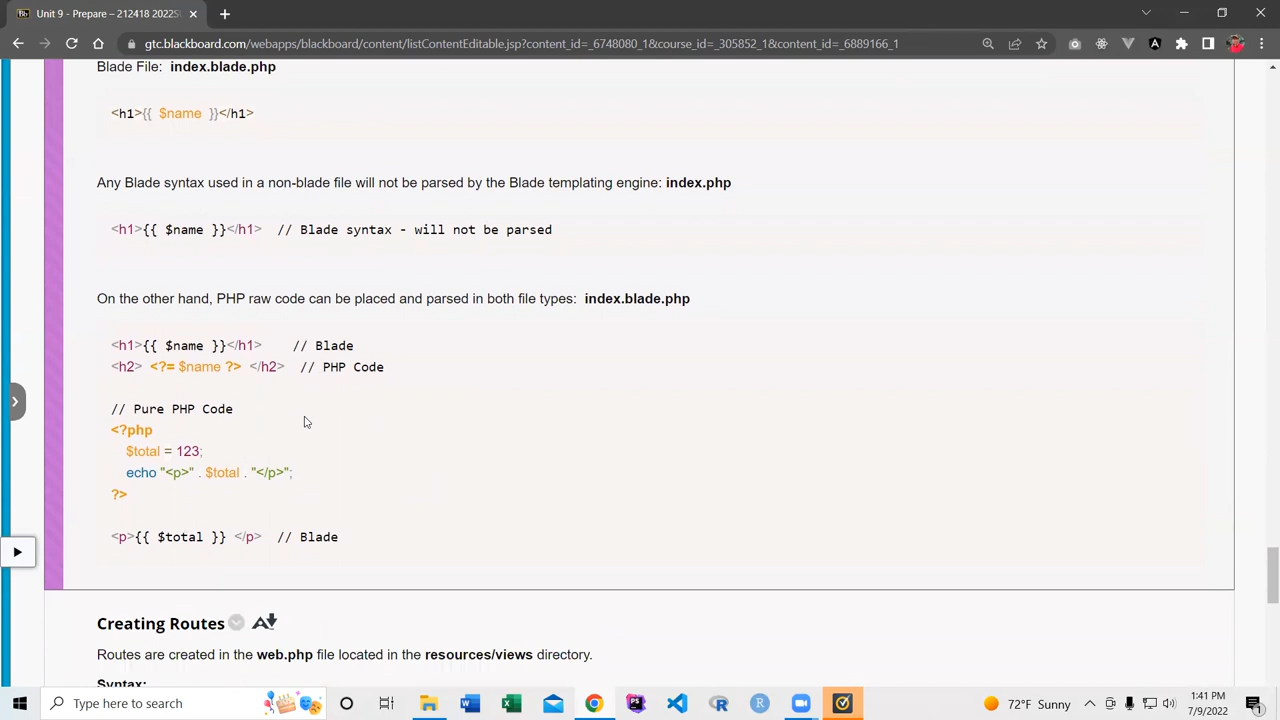 Unit 9 - Prepare – 212418 2022S
gtc.blackboard.com/webapps/blackboard/content/listContentEditable.jsp?content_id=_6748080_1&course_id=_305852_1&content_id=_6889166_1
Blade File: index.blade.php
<h1>{{ $name }}</h1>
Any Blade syntax used in a non-blade file will not be parsed by the Blade templating engine: index.php
<h1>{{ $name }}</h1> // Blade syntax - will not be parsed
On the other hand, PHP raw code can be placed and parsed in both file types: index.blade.php
<h1>{{ $name }}</h1> // Blade
<h2> <?= $name ?> </h2> // PHP Code
// Pure PHP Code
<?php
$total = 123;
echo "<p>" . $total . "</p>";
?>
<p>{{ $total }} </p> // Blade
Creating Routes
Routes are created in the web.php file located in the resources/views directory.
Syntax:
Type here to search
72°F Sunny
1:41 PM
7/9/2022